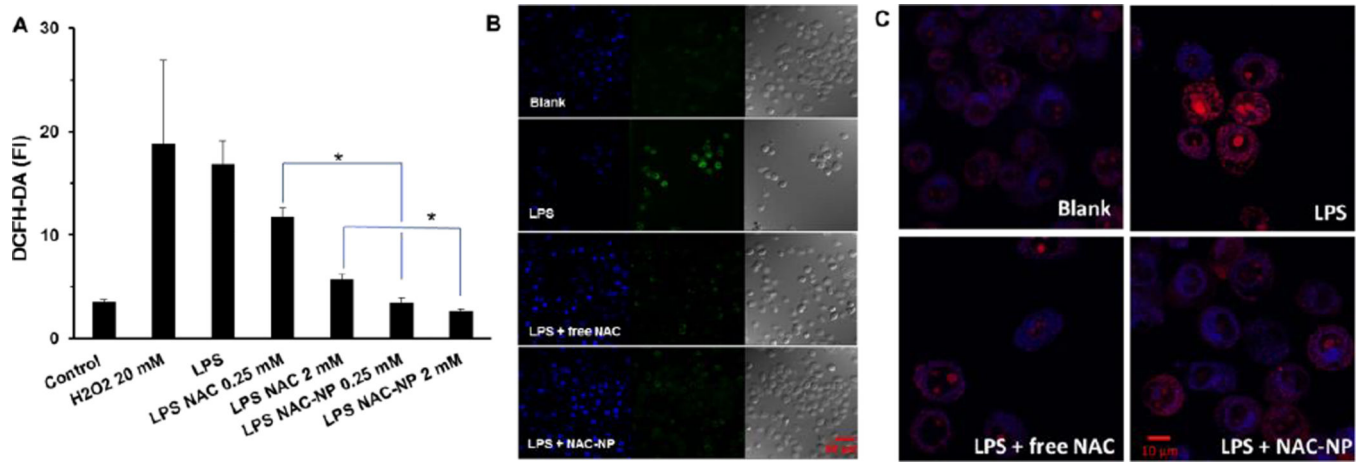 A
30
20
10
0
DCFH-DA (FI)
*
*
Control
H2O2 20 mM
LPS
LPS NAC 0.25 mM
LPS NAC 2 mM
LPS NAC-NP 0.25 mM
LPS NAC-NP 2 mM
B
Blank
LPS
LPS + free NAC
LPS + NAC-NP
C
Blank
LPS
LPS + free NAC
LPS + NAC-NP
10 µm